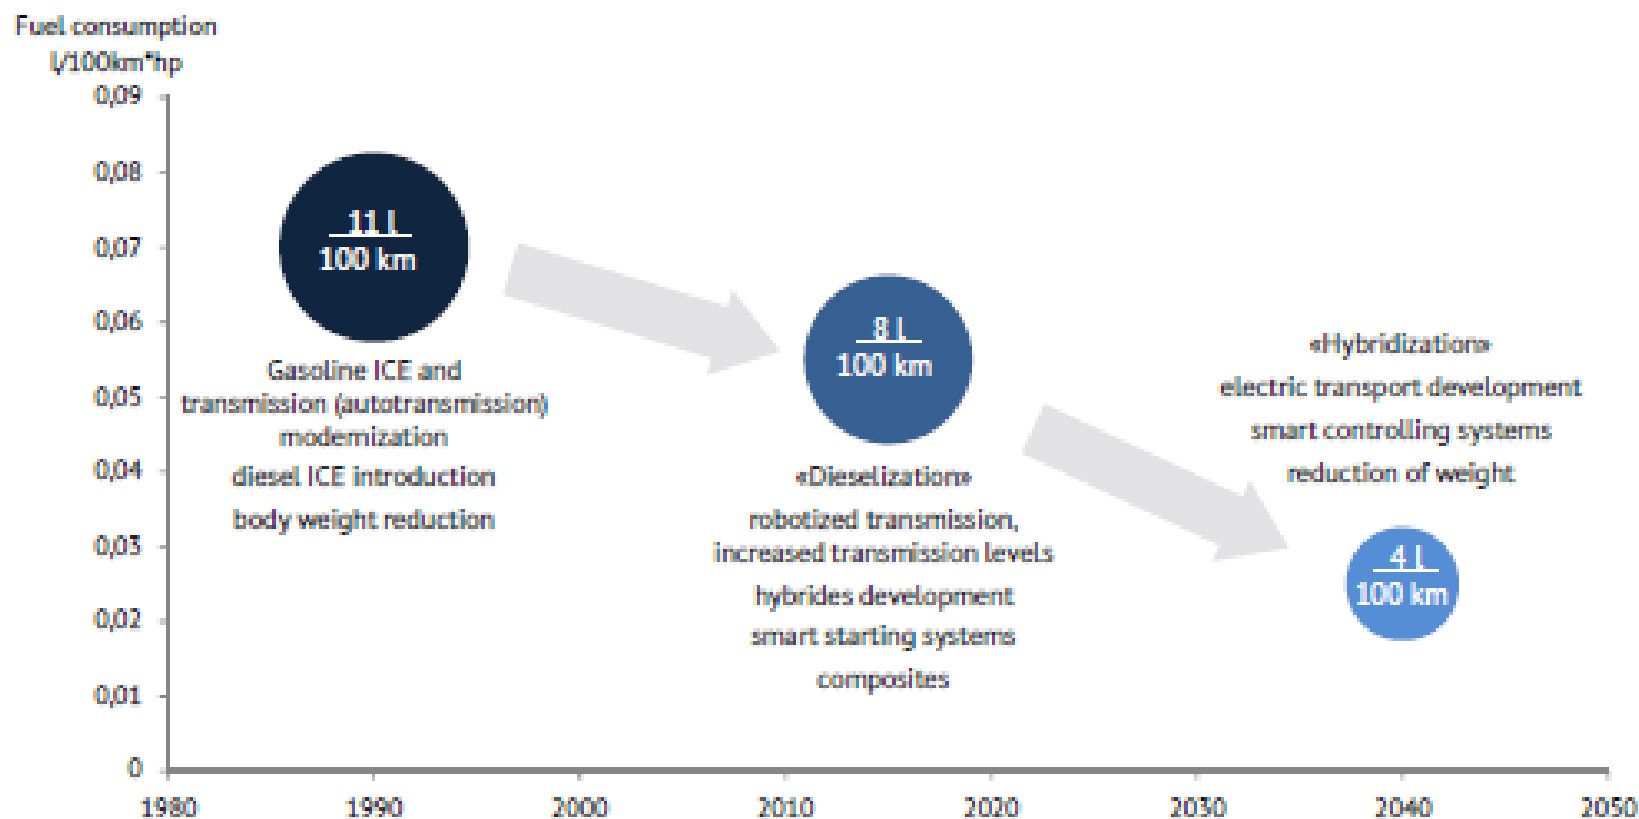 Fuel consumption
l/100km*hp
0,09
0,08
0,07
0,06
0,05
0,04
0,03
0,02
0,01
0
11 l
100 km
Gasoline ICE and
transmission (autotransmission)
modernization
diesel ICE introduction
body weight reduction
8 l
100 km
«Dieselization»
robotized transmission,
increased transmission levels
hybrides development
smart starting systems
composites
«Hybridization»
electric transport development
smart controlling systems
reduction of weight
4 l
100 km
1980 1990 2000 2010 2020 2030 2040 2050